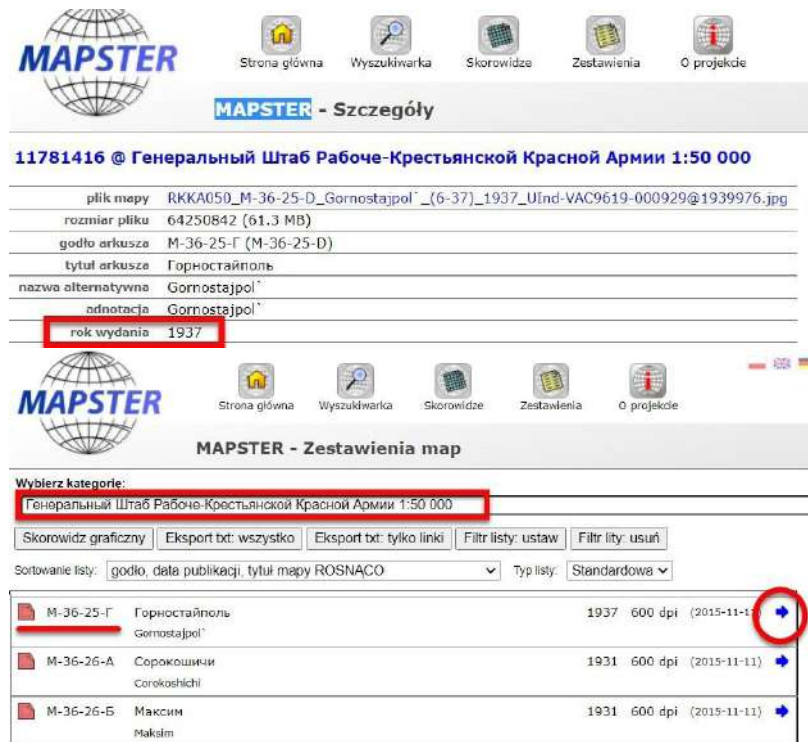 MAPSTER
Strona główna Wyszukiwarka Skorowidze Zestawienia O projekcie
MAPSTER - Szczegóły
11781416 @ Генеральный Штаб Рабоче-Крестьянской Красной Армии 1:50 000
plik mapy RKKA050_M-36-25-D_Gornostajpol`_(6-37)_1937_UInd-VAC9619-000929@1939976.jpg
rozmiar pliku 64250842 (61.3 MB)
godło arkusza М-36-25-Г (M-36-25-D)
tytuł arkusza Горностайполь
nazwa alternatywna Gornostajpol`
adnotacja Gornostajpol`
rok wydania 1937
MAPSTER
Strona główna Wyszukiwarka Skorowidze Zestawienia O projekcie
MAPSTER - Zestawienia map
Wybierz kategorię:
Генеральный Штаб Рабоче-Крестьянской Красной Армии 1:50 000
Skorowidz graficzny Eksport txt: wszystko Eksport txt: tylko linki Filtr listy: ustaw Filtr lity: usuń
Sortowanie listy: godło, data publikacji, tytuł mapy ROSNĄCO Typ listy: Standardowa
М-36-25-Г Горностайполь 1937 600 dpi (2015-11-11)
Gornostajpol`
М-36-26-А Сорокошичи 1931 600 dpi (2015-11-11)
Corokoshichi
М-36-26-Б Максим 1931 600 dpi (2015-11-11)
Maksim